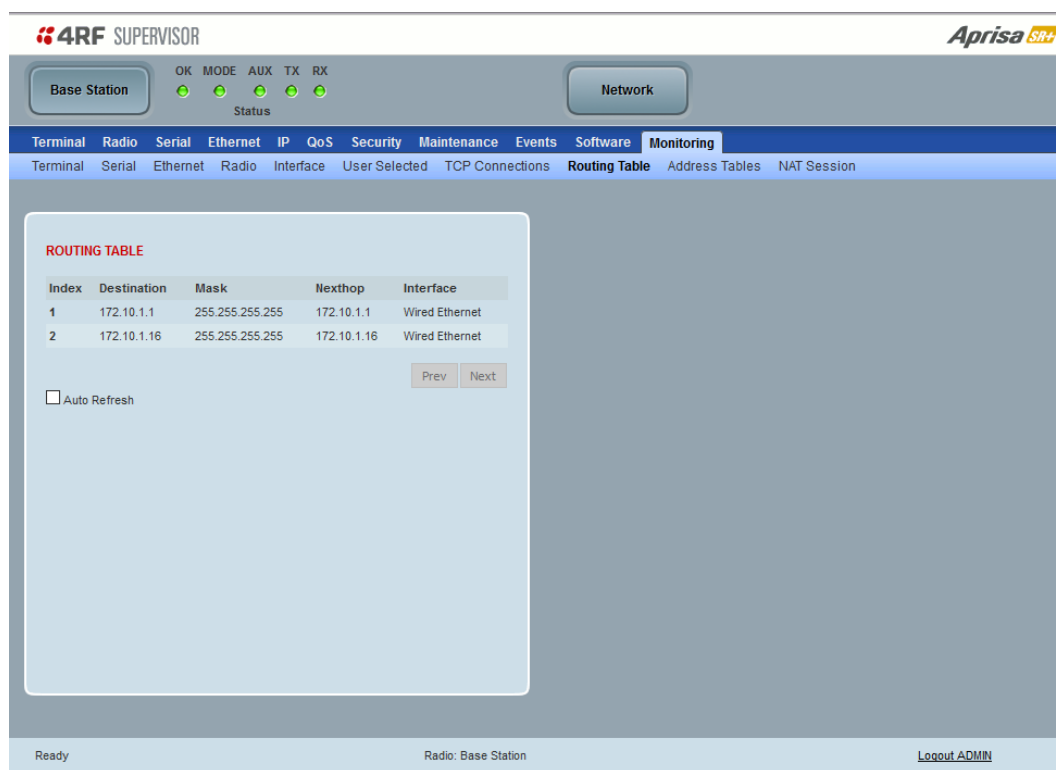 4RF SUPERVISOR
Aprisa SR+
Base Station
OK MODE AUX TX RX
Status
Network
Terminal Radio Serial Ethernet IP QoS Security Maintenance Events Software Monitoring
Terminal Serial Ethernet Radio Interface User Selected TCP Connections Routing Table Address Tables NAT Session
ROUTING TABLE
Index Destination Mask Nexthop Interface
1 172.10.1.1 255.255.255.255 172.10.1.1 Wired Ethernet
2 172.10.1.16 255.255.255.255 172.10.1.16 Wired Ethernet
Prev Next
Auto Refresh
Ready Radio: Base Station Logout ADMIN